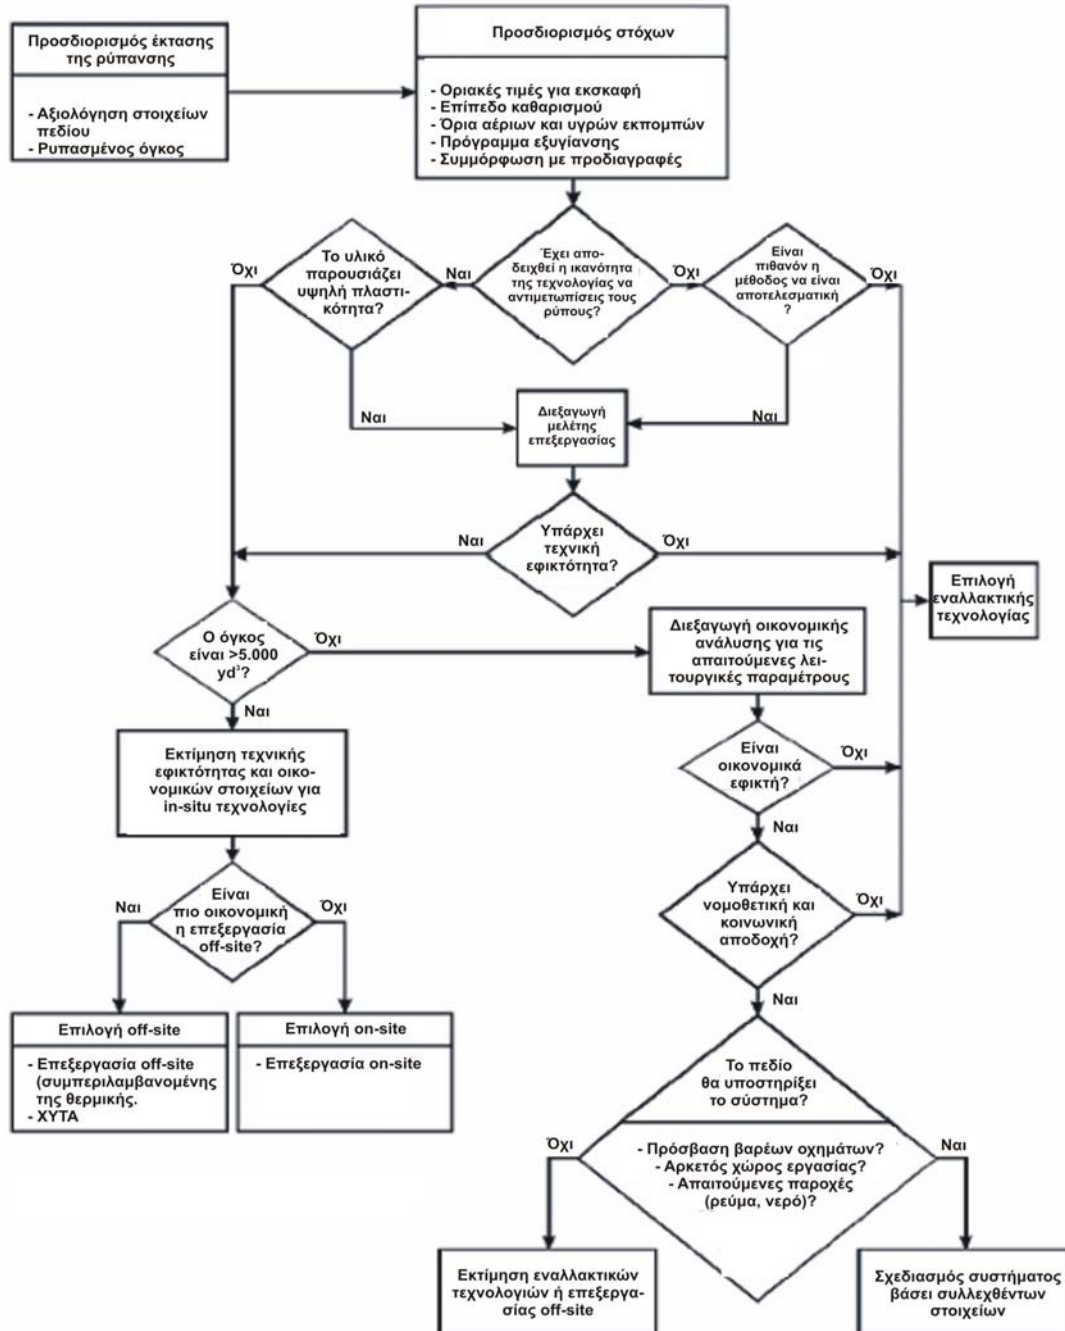 Προσδιορισμός έκτασης
της ρύπανσης
- Αξιολόγηση στοιχείων
πεδίου
- Ρυπασμένος όγκος
Προσδιορισμός στόχων
- Οριακές τιμές για εκσκαφή
- Επίπεδο καθαρισμού
- Όρια αέριων και υγρών εκπομπών
- Πρόγραμμα εξυγίανσης
- Συμμόρφωση με προδιαγραφές
Όχι
Το υλικό
παρουσιάζει
υψηλή πλαστι-
κότητα?
Ναι
Έχει απο-
δειχθεί η ικανότητα
της τεχνολογίας να
αντιμετωπίσεις τους
ρύπους?
Όχι
Είναι
πιθανόν η
μέθοδος να είναι
αποτελεσματική
?
Όχι
Ναι
Διεξαγωγή
μελέτης
επεξεργασίας
Ναι
Ναι
Υπάρχει
τεχνική
εφικτότητα?
Όχι
Επιλογή
εναλλακτικής
τεχνολογίας
Ο όγκος
είναι >5.000
yd³?
Όχι
Διεξαγωγή οικονομικής
ανάλυσης για τις
απαιτούμενες λει-
τουργικές παραμέτρους
Ναι
Εκτίμηση τεχνικής
εφικτότητας και οικο-
νομικών στοιχείων για
in-situ τεχνολογίες
Είναι
οικονομικά
εφικτή?
Όχι
Ναι
Ναι
Είναι
πιο οικονομική
η επεξεργασία
off-site?
Όχι
Υπάρχει
νομοθετική και
κοινωνική
αποδοχή?
Όχι
Ναι
Επιλογή off-site
- Επεξεργασία off-site
(συμπεριλαμβανομένης
της θερμικής.
- ΧΥΤΑ
Επιλογή on-site
- Επεξεργασία on-site
Το πεδίο
θα υποστηρίξει
το σύστημα?
Όχι
- Πρόσβαση βαρέων οχημάτων?
- Αρκετός χώρος εργασίας?
- Απαιτούμενες παροχές
(ρεύμα, νερό)?
Ναι
Εκτίμηση εναλλακτικών
τεχνολογιών ή επεξεργα-
σίας off-site
Σχεδιασμός συστήματος
βάσει συλλεχθέντων
στοιχείων